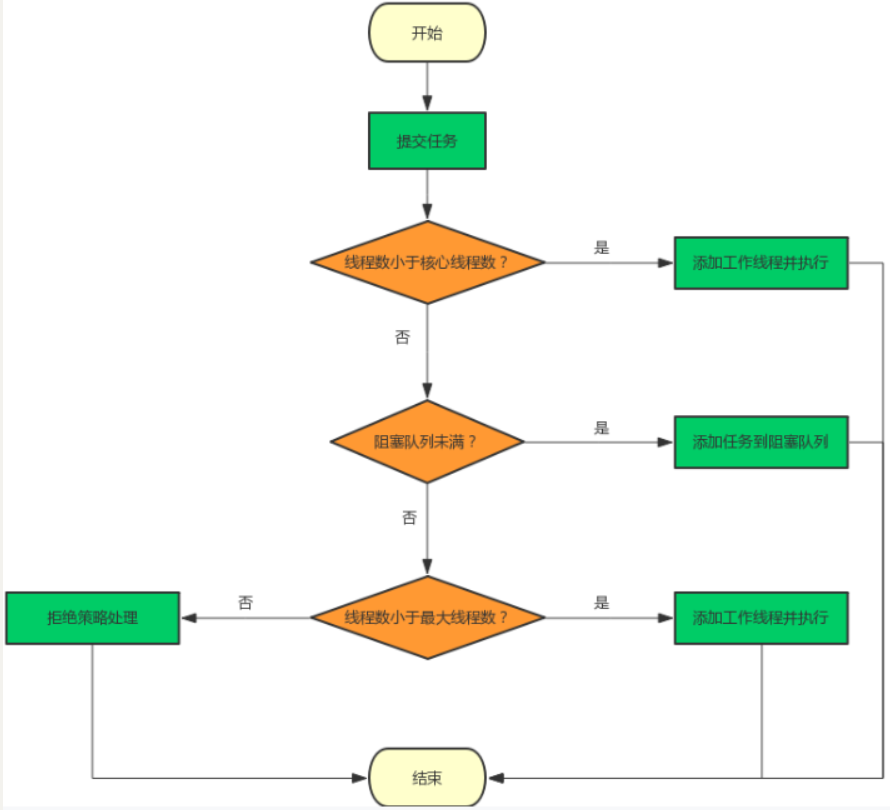 开始
提交任务
线程数小于核心线程数？
是
添加工作线程并执行
否
阻塞队列未满？
是
添加任务到阻塞队列
否
拒绝策略处理
否
线程数小于最大线程数？
是
添加工作线程并执行
结束